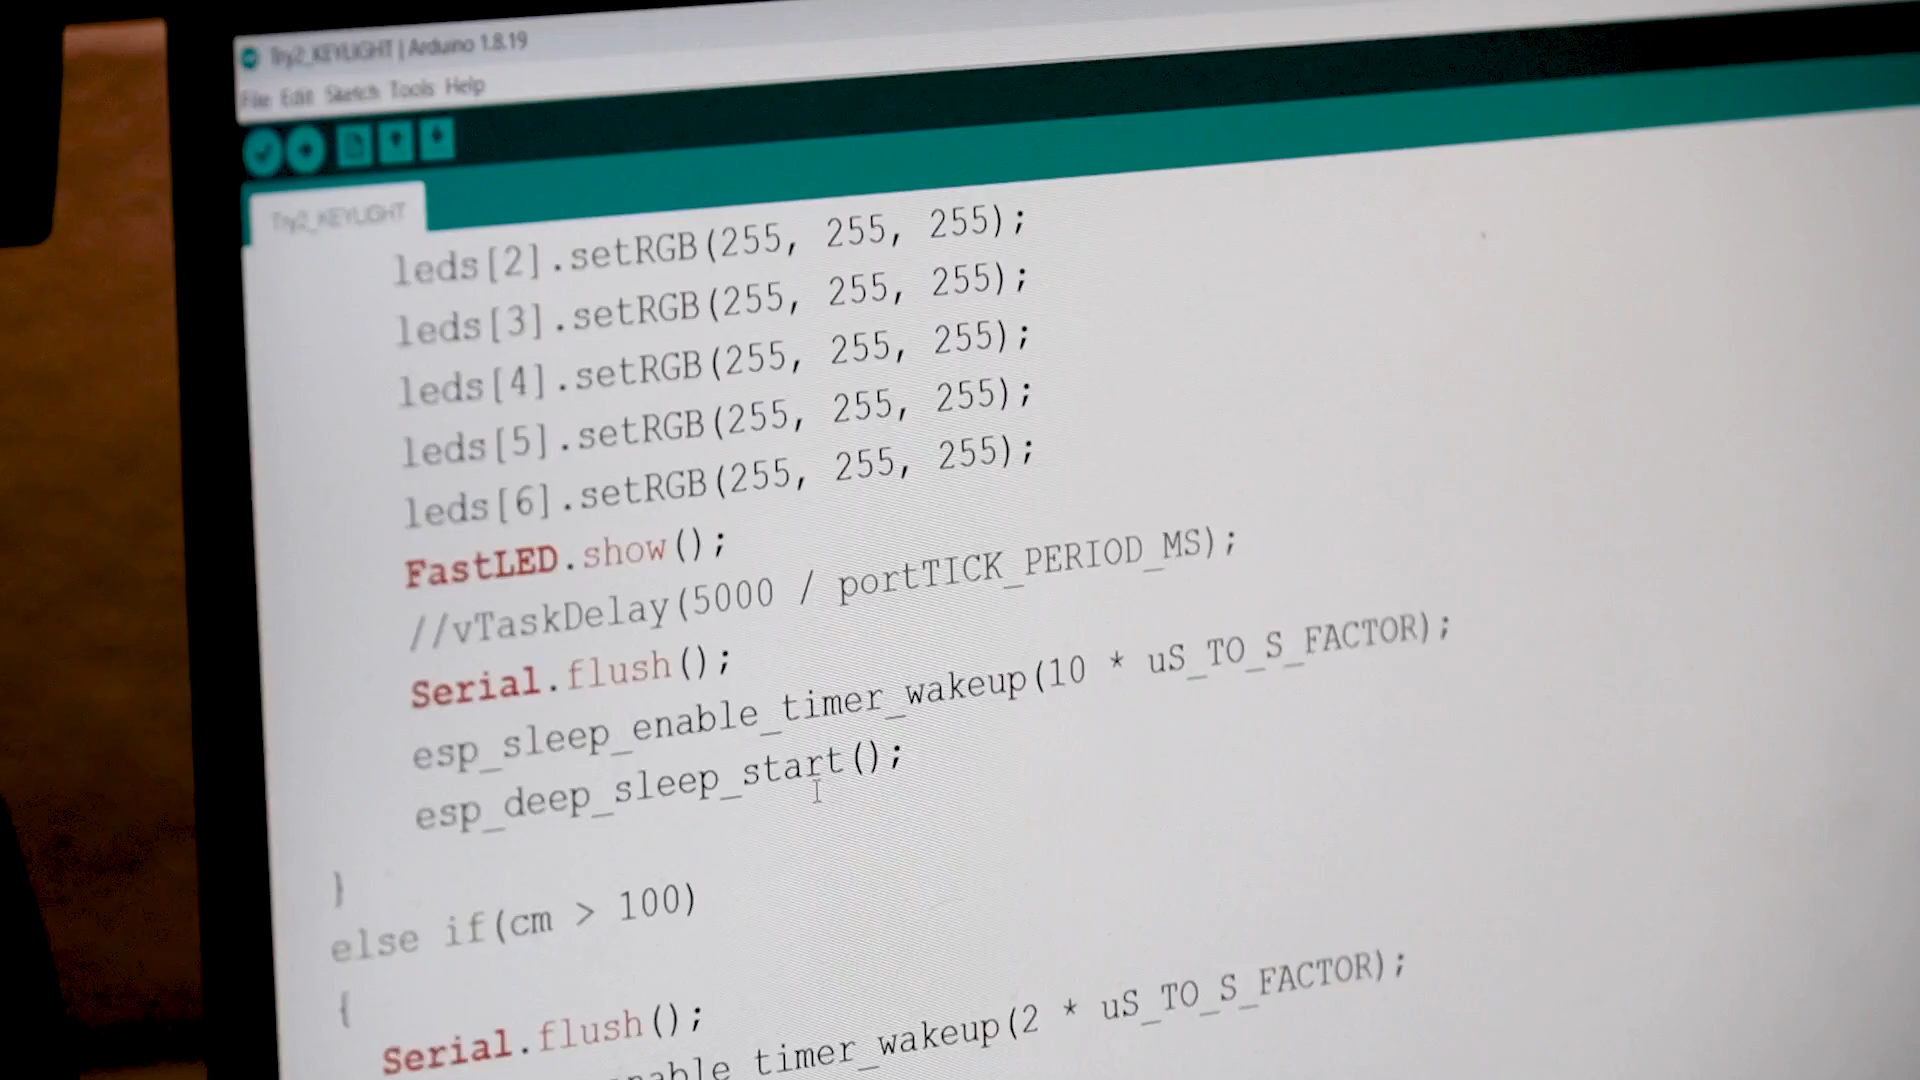 Try2_KEYLIGHT | Arduino 1.8.19
File Edit Sketch Tools Help
Try2_KEYLIGHT
leds[2].setRGB(255, 255, 255);
leds[3].setRGB(255, 255, 255);
leds[4].setRGB(255, 255, 255);
leds[5].setRGB(255, 255, 255);
leds[6].setRGB(255, 255, 255);
FastLED.show();
//vTaskDelay(5000 / portTICK_PERIOD_MS);
Serial.flush();
esp_sleep_enable_timer_wakeup(10 * uS_TO_S_FACTOR);
esp_deep_sleep_start();
}
else if(cm > 100)
{
Serial.flush();
nable_timer_wakeup(2 * uS_TO_S_FACTOR);